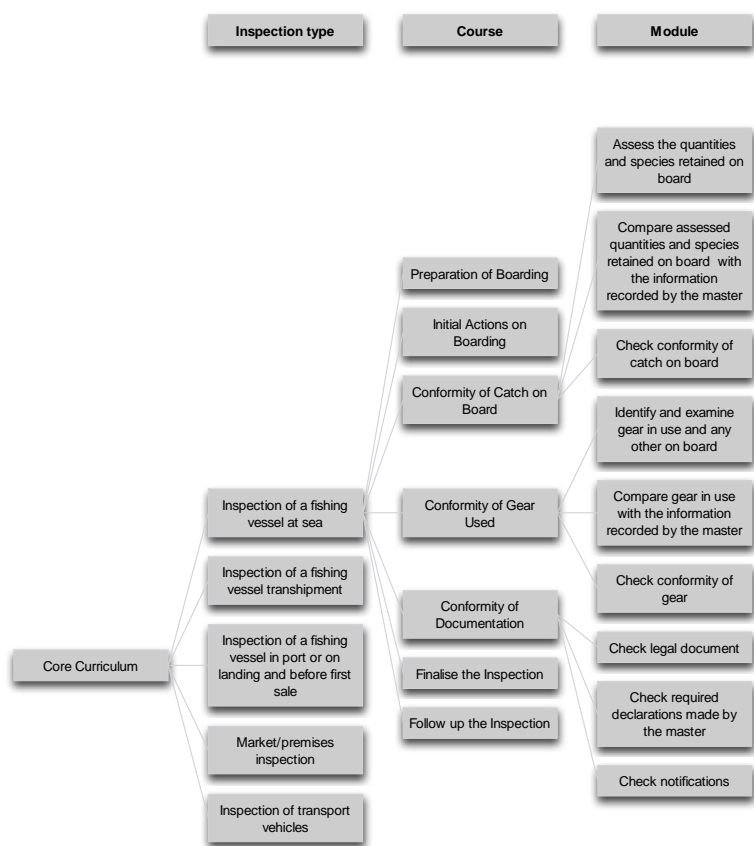 Inspection type
Course
Module
Core Curriculum
Inspection of a fishing
vessel at sea
Inspection of a fishing
vessel transhipment
Inspection of a fishing
vessel in port or on
landing and before first
sale
Market/premises
inspection
Inspection of transport
vehicles
Preparation of Boarding
Initial Actions on
Boarding
Conformity of Catch on
Board
Conformity of Gear
Used
Conformity of
Documentation
Finalise the Inspection
Follow up the Inspection
Assess the quantities
and species retained on
board
Compare assessed
quantities and species
retained on board with
the information
recorded by the master
Check conformity of
catch on board
Identify and examine
gear in use and any
other on board
Compare gear in use
with the information
recorded by the master
Check conformity of
gear
Check legal document
Check required
declarations made by
the master
Check notifications